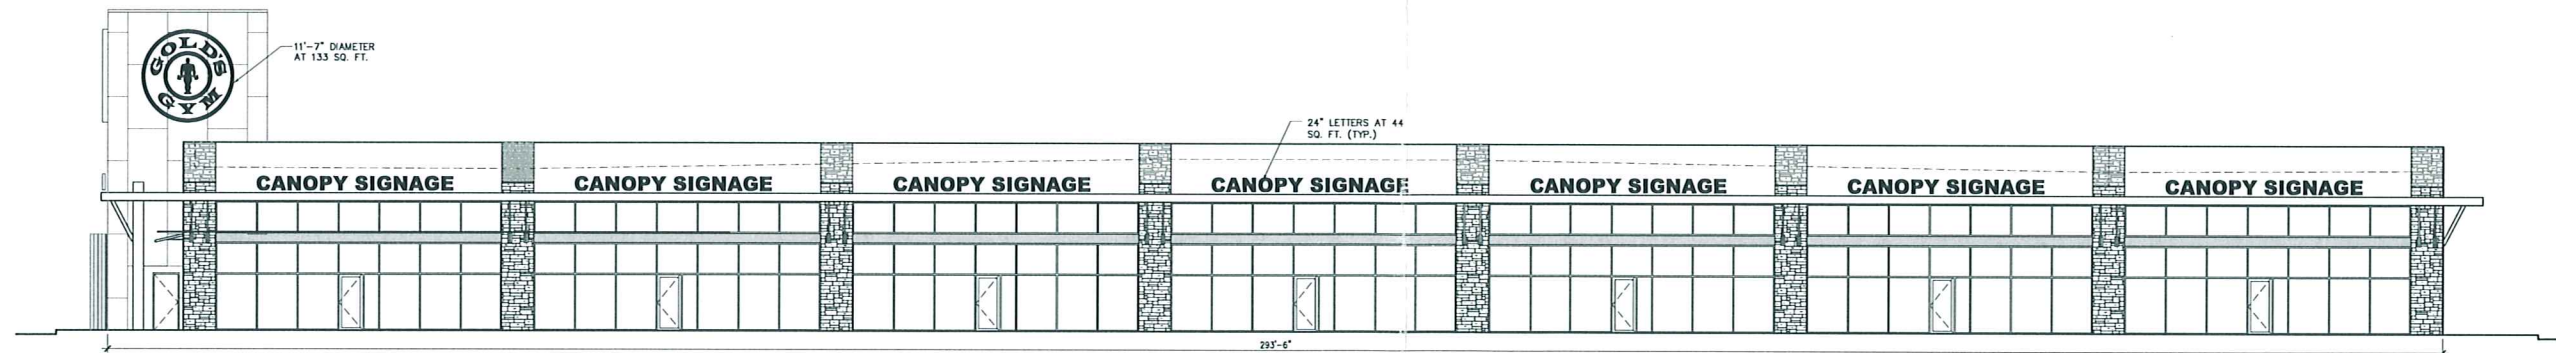 GOLD'S
GYM
11'-7" DIAMETER
AT 133 SQ. FT.
24" LETTERS AT 44
SQ. FT. (TYP.)
CANOPY SIGNAGE
CANOPY SIGNAGE
CANOPY SIGNAGE
CANOPY SIGNAGE
CANOPY SIGNAGE
CANOPY SIGNAGE
CANOPY SIGNAGE
293'-6"